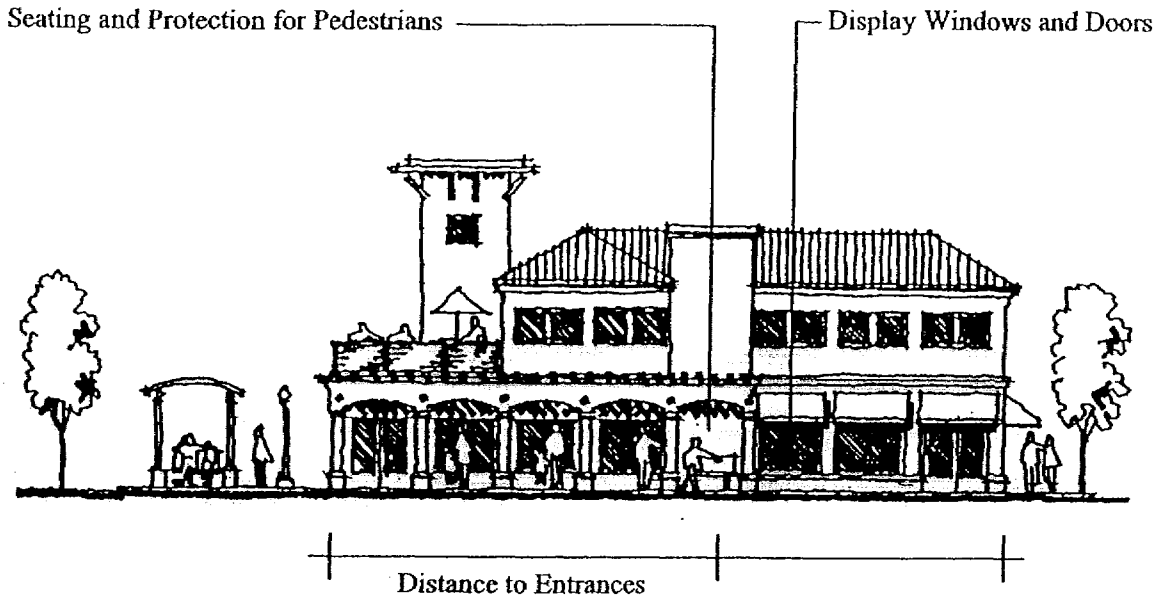 Seating and Protection for Pedestrians
Display Windows and Doors
Distance to Entrances